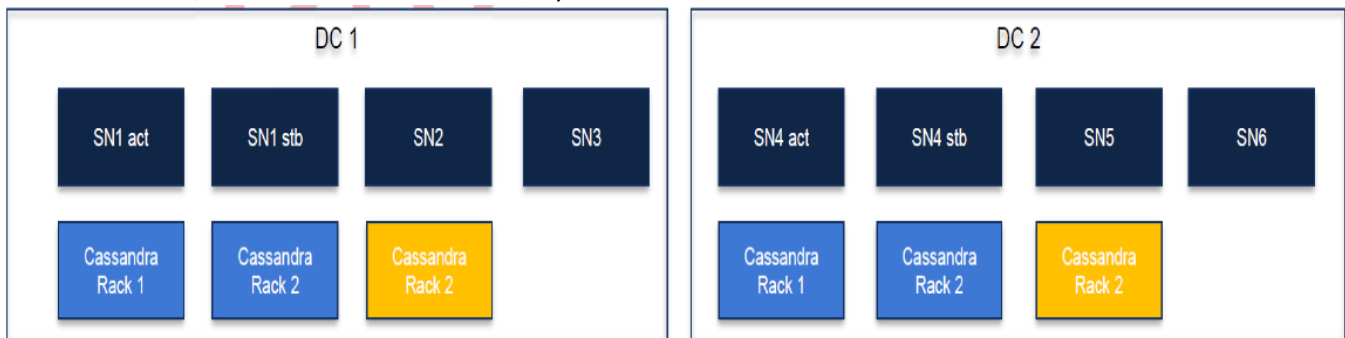 DC 1
DC 2
SN1 act
SN1 stb
SN2
SN3
SN4 act
SN4 stb
SN5
SN6
Cassandra
Rack 1
Cassandra
Rack 2
Cassandra
Rack 2
Cassandra
Rack 1
Cassandra
Rack 2
Cassandra
Rack 2